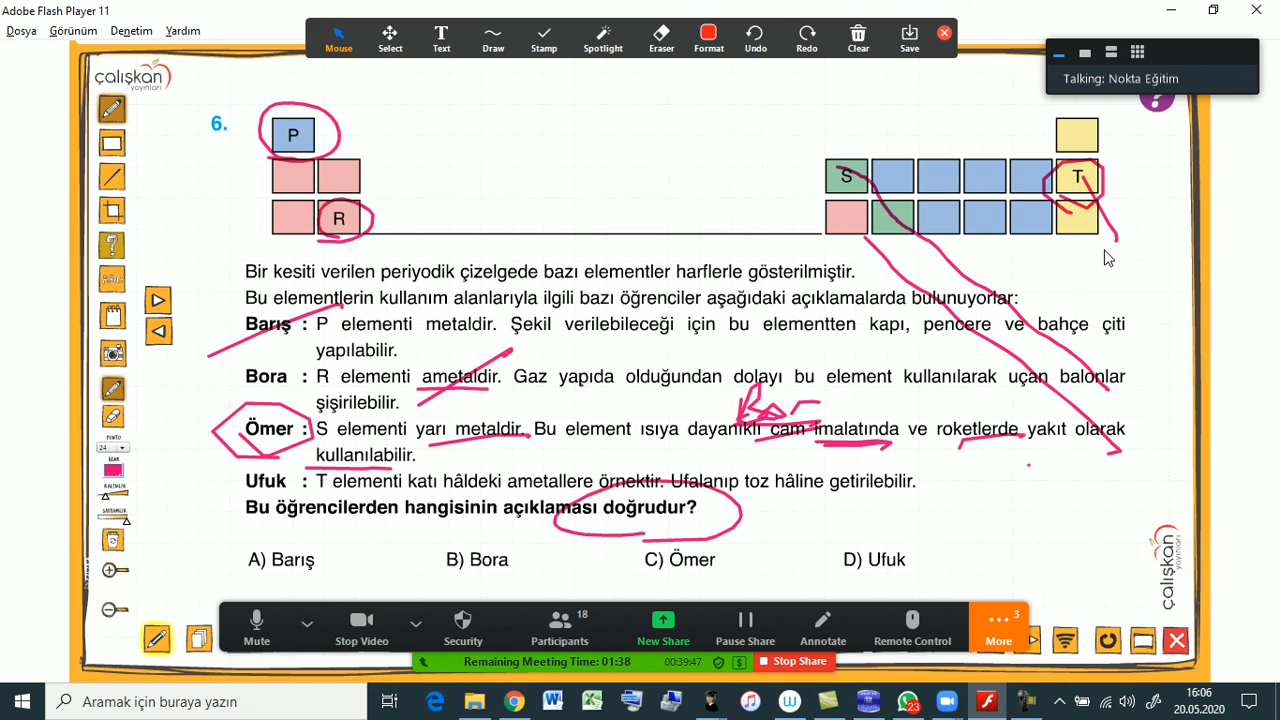 Adobe Flash Player 11
Dosya Görünüm Denetim Yardım
Mouse Select Text Draw Stamp Spotlight Eraser Format Undo Redo Clear Save
Talking: Nokta Eğitim
çalışkan
yayınları
?
6.
P
S T
R
Bir kesiti verilen periyodik çizelgede bazı elementler harflerle gösterilmiştir.
Bu elementlerin kullanım alanlarıyla ilgili bazı öğrenciler aşağıdaki açıklamalarda bulunuyorlar:
Barış : P elementi metaldir. Şekil verilebileceği için bu elementten kapı, pencere ve bahçe çiti
yapılabilir.
Bora : R elementi ametaldir. Gaz yapıda olduğundan dolayı bu element kullanılarak uçan balonlar
şişirilebilir.
Ömer : S elementi yarı metaldir. Bu element ısıya dayanıklı cam imalatında ve roketlerde yakıt olarak
kullanılabilir.
Ufuk : T elementi katı hâldeki ametallere örnektir. Ufalanıp toz hâline getirilebilir.
Bu öğrencilerden hangisinin açıklaması doğrudur?
A) Barış B) Bora C) Ömer D) Ufuk
24
çalışkan
yayınları
18
3
Mute Stop Video Security Participants New Share Pause Share Annotate Remote Control More
Remaining Meeting Time: 01:38 00:39:47 Stop Share
Aramak için buraya yazın
23
16:06
20.05.2020